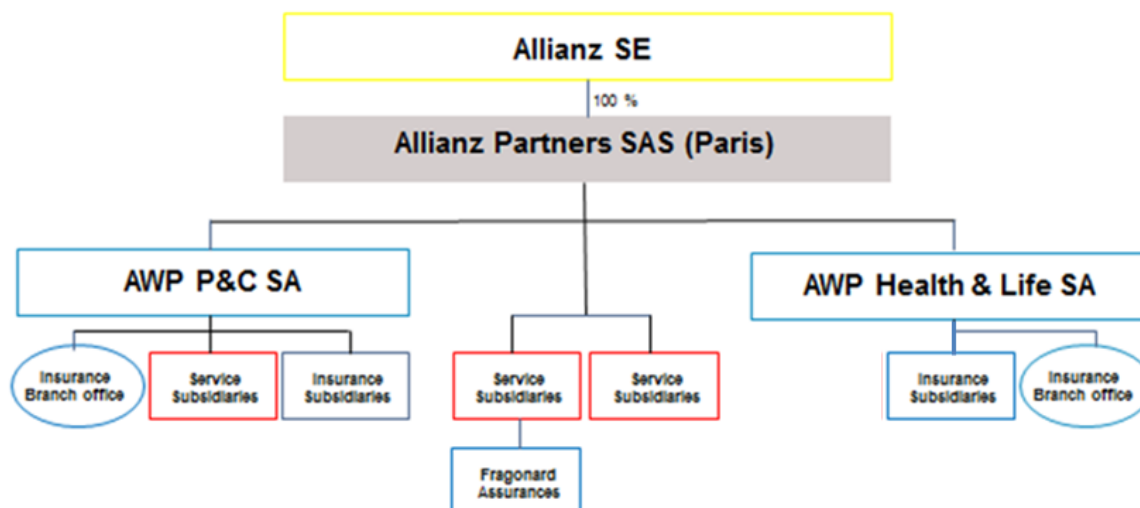 Allianz SE
100 %
Allianz Partners SAS (Paris)
AWP P&C SA
AWP Health & Life SA
Insurance
Branch office
Service
Subsidiaries
Insurance
Subsidiaries
Service
Subsidiaries
Service
Subsidiaries
Insurance
Subsidiaries
Insurance
Branch office
Fragonard
Assurances